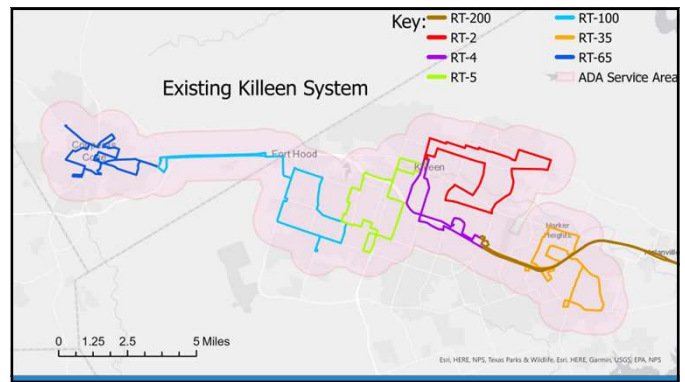 Key:
RT-200
RT-2
RT-4
RT-5
RT-100
RT-35
RT-65
ADA Service Area
Existing Killeen System
Fort Hood
Killeen
Harker
Heights
0 1.25 2.5 5 Miles
Esri, HERE, NPS, Texas Parks & Wildlife, Esri, HERE, Garmin, USGS, EPA, NPS